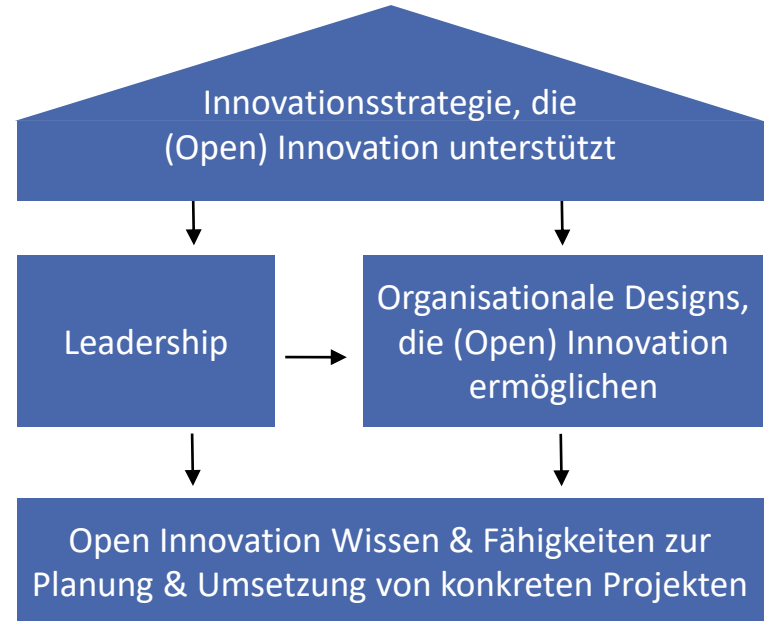 Innovationsstrategie, die
(Open) Innovation unterstützt
Leadership
Organisationale Designs,
die (Open) Innovation
ermöglichen
Open Innovation Wissen & Fähigkeiten zur
Planung & Umsetzung von konkreten Projekten